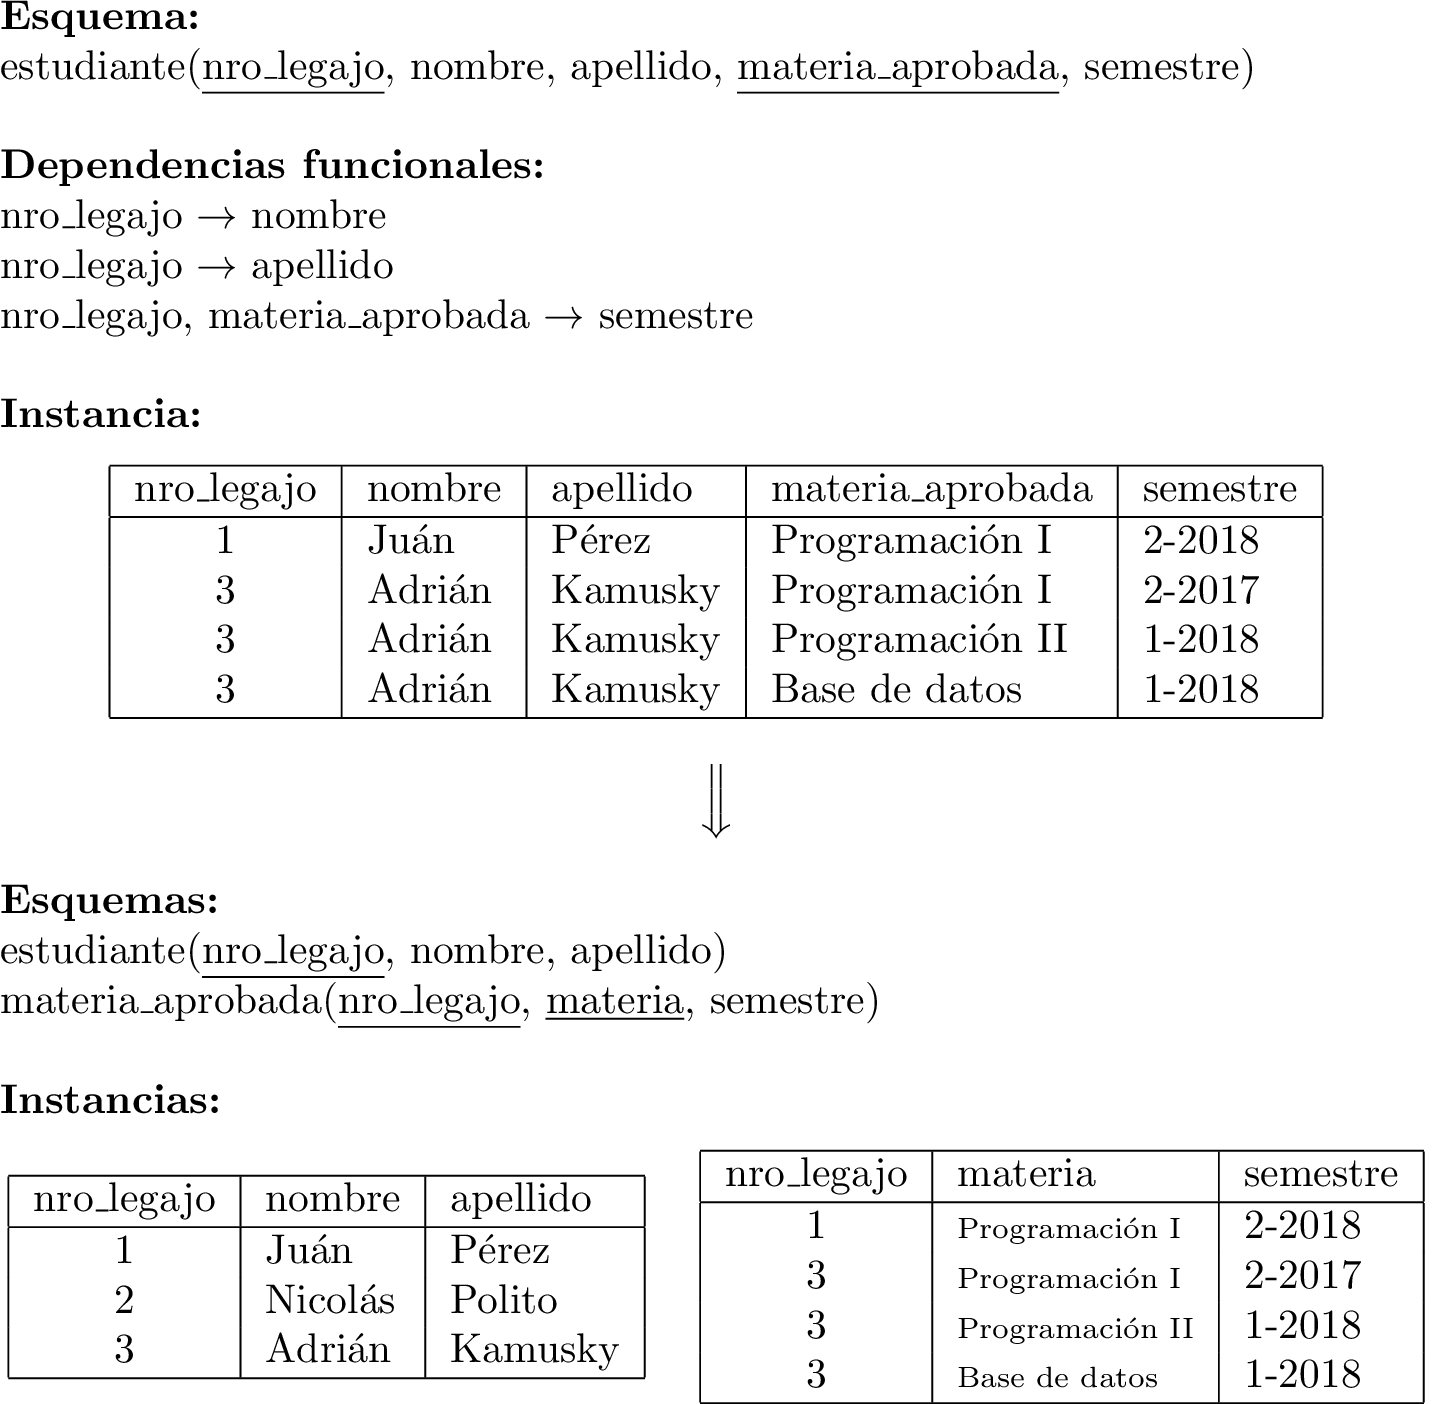 Esquema:
estudiante(nro_legajo, nombre, apellido, materia_aprobada, semestre)
Dependencias funcionales:
nro_legajo → nombre
nro_legajo → apellido
nro_legajo, materia_aprobada → semestre
Instancia:
nro_legajo nombre apellido materia_aprobada semestre
1 Juán Pérez Programación I 2-2018
3 Adrián Kamusky Programación I 2-2017
3 Adrián Kamusky Programación II 1-2018
3 Adrián Kamusky Base de datos 1-2018
⇓
Esquemas:
estudiante(nro_legajo, nombre, apellido)
materia_aprobada(nro_legajo, materia, semestre)
Instancias:
nro_legajo nombre apellido
1 Juán Pérez
2 Nicolás Polito
3 Adrián Kamusky
nro_legajo materia semestre
1 Programación I 2-2018
3 Programación I 2-2017
3 Programación II 1-2018
3 Base de datos 1-2018